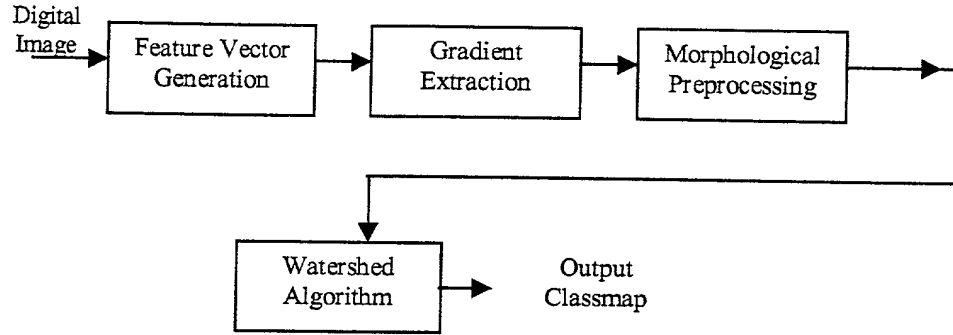 Digital
Image
Feature Vector
Generation
Gradient
Extraction
Morphological
Preprocessing
Watershed
Algorithm
Output
Classmap